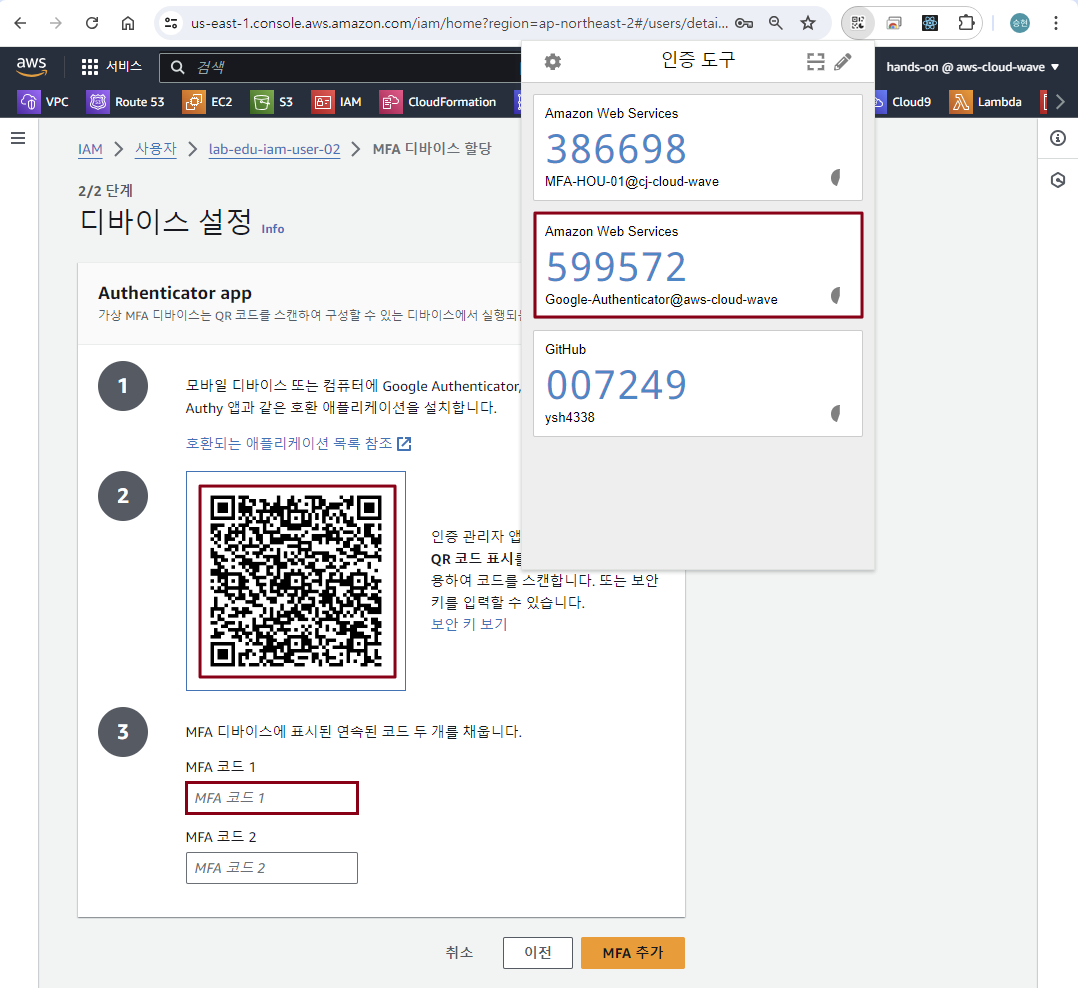 us-east-1.console.aws.amazon.com/iam/home?region=ap-northeast-2#/users/detai...
승현
aws
서비스
검색
hands-on @ aws-cloud-wave
VPC
Route 53
EC2
S3
IAM
CloudFormation
Cloud9
Lambda
IAM
사용자
lab-edu-iam-user-02
MFA 디바이스 할당
2/2 단계
디바이스 설정 Info
Authenticator app
가상 MFA 디바이스는 QR 코드를 스캔하여 구성할 수 있는 디바이스에서 실행되는
1
모바일 디바이스 또는 컴퓨터에 Google Authenticator,
Authy 앱과 같은 호환 애플리케이션을 설치합니다.
호환되는 애플리케이션 목록 참조
2
인증 관리자 앱
QR 코드 표시를
용하여 코드를 스캔합니다. 또는 보안
키를 입력할 수 있습니다.
보안 키 보기
3
MFA 디바이스에 표시된 연속된 코드 두 개를 채웁니다.
MFA 코드 1
MFA 코드 1
MFA 코드 2
MFA 코드 2
취소
이전
MFA 추가
인증 도구
Amazon Web Services
386698
MFA-HOU-01@cj-cloud-wave
Amazon Web Services
599572
Google-Authenticator@aws-cloud-wave
GitHub
007249
ysh4338